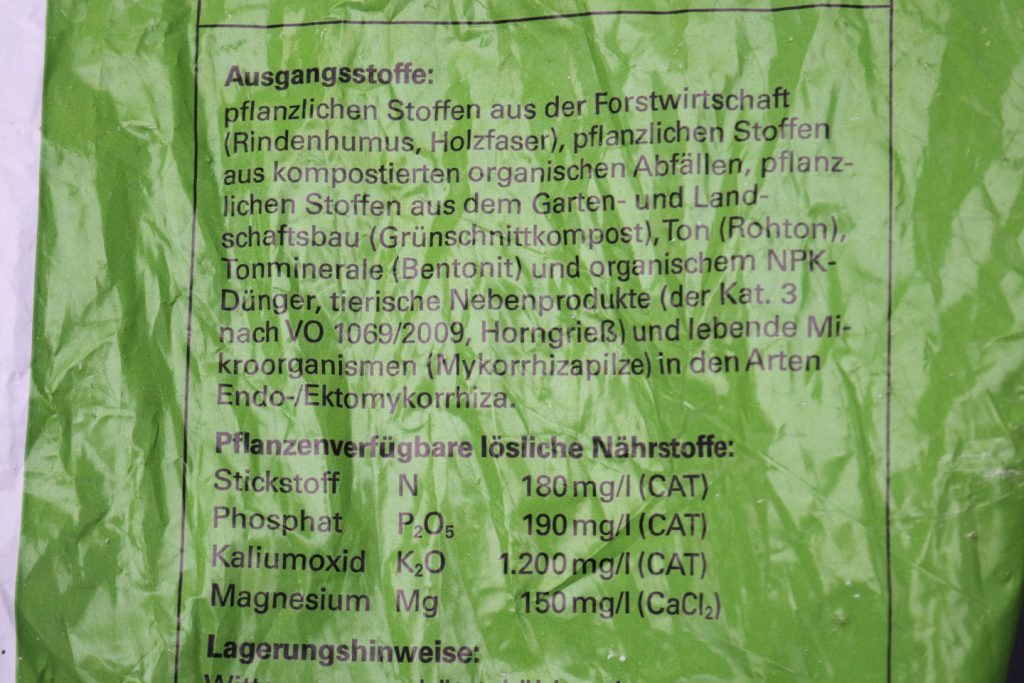 Ausgangsstoffe:
pflanzlichen Stoffen aus der Forstwirtschaft
(Rindenhumus, Holzfaser), pflanzlichen Stoffen
aus kompostierten organischen Abfällen, pflanz-
lichen Stoffen aus dem Garten- und Land-
schaftsbau (Grünschnittkompost), Ton (Rohton),
Tonminerale (Bentonit) und organischem NPK-
Dünger, tierische Nebenprodukte (der Kat. 3
nach VO 1069/2009, Horngrieß) und lebende Mi-
kroorganismen (Mykorrhizapilze) in den Arten
Endo-/Ektomykorrhiza.
Pflanzenverfügbare lösliche Nährstoffe:
Stickstoff N 180 mg/l (CAT)
Phosphat P₂O₅ 190 mg/l (CAT)
Kaliumoxid K₂O 1.200 mg/l (CAT)
Magnesium Mg 150 mg/l (CaCl₂)
Lagerungshinweise: